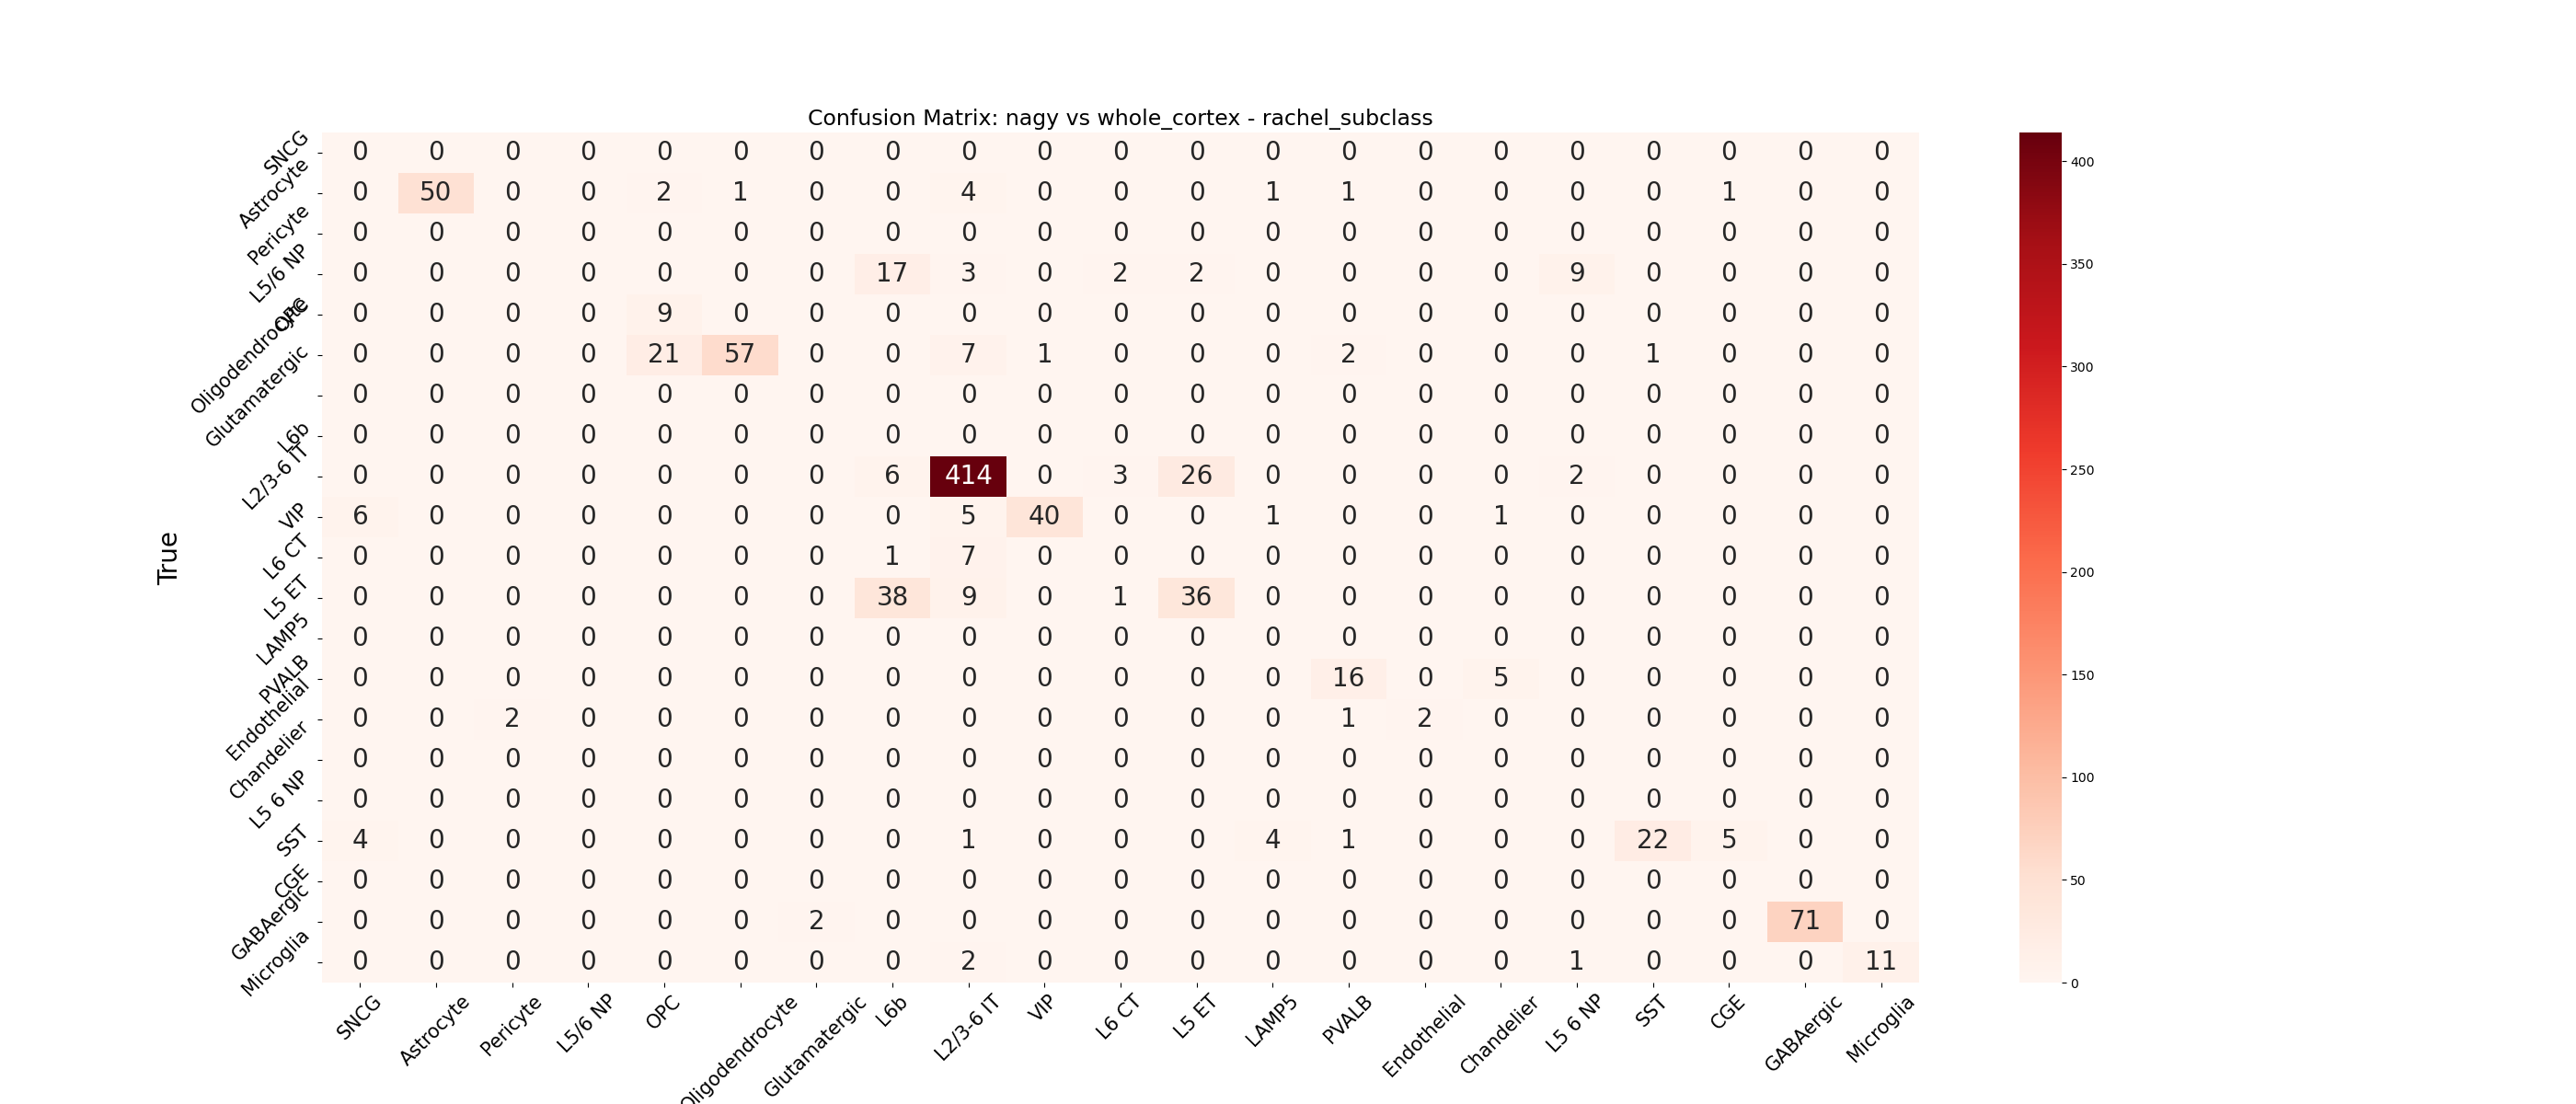 Confusion Matrix: nagy vs whole_cortex - rachel_subclass
SNCG 0 0 0 0 0 0 0 0 0 0 0 0 0 0 0 0 0 0 0 0 0
Astrocyte 0 50 0 0 2 1 0 0 4 0 0 0 1 1 0 0 0 0 1 0 0
Pericyte 0 0 0 0 0 0 0 0 0 0 0 0 0 0 0 0 0 0 0 0 0
L5/6 NP 0 0 0 0 0 0 0 17 3 0 2 2 0 0 0 0 9 0 0 0 0
OPC 0 0 0 0 9 0 0 0 0 0 0 0 0 0 0 0 0 0 0 0 0
Oligodendrocyte 0 0 0 0 21 57 0 0 7 1 0 0 0 2 0 0 0 1 0 0 0
Glutamatergic 0 0 0 0 0 0 0 0 0 0 0 0 0 0 0 0 0 0 0 0 0
L6b 0 0 0 0 0 0 0 0 0 0 0 0 0 0 0 0 0 0 0 0 0
L2/3-6 IT 0 0 0 0 0 0 0 6 414 0 3 26 0 0 0 0 2 0 0 0 0
VIP 6 0 0 0 0 0 0 0 5 40 0 0 1 0 0 1 0 0 0 0 0
L6 CT 0 0 0 0 0 0 0 1 7 0 0 0 0 0 0 0 0 0 0 0 0
L5 ET 0 0 0 0 0 0 0 38 9 0 1 36 0 0 0 0 0 0 0 0 0
LAMP5 0 0 0 0 0 0 0 0 0 0 0 0 0 0 0 0 0 0 0 0 0
PVALB 0 0 0 0 0 0 0 0 0 0 0 0 0 16 0 5 0 0 0 0 0
Endothelial 0 0 2 0 0 0 0 0 0 0 0 0 0 1 2 0 0 0 0 0 0
Chandelier 0 0 0 0 0 0 0 0 0 0 0 0 0 0 0 0 0 0 0 0 0
L5 6 NP 0 0 0 0 0 0 0 0 0 0 0 0 0 0 0 0 0 0 0 0 0
SST 4 0 0 0 0 0 0 0 1 0 0 0 4 1 0 0 0 22 5 0 0
CGE 0 0 0 0 0 0 0 0 0 0 0 0 0 0 0 0 0 0 0 0 0
GABAergic 0 0 0 0 0 0 2 0 0 0 0 0 0 0 0 0 0 0 0 71 0
Microglia 0 0 0 0 0 0 0 0 2 0 0 0 0 0 0 0 1 0 0 0 11
True
SNCG Astrocyte Pericyte L5/6 NP OPC Oligodendrocyte Glutamatergic L6b L2/3-6 IT VIP L6 CT L5 ET LAMP5 PVALB Endothelial Chandelier L5 6 NP SST CGE GABAergic Microglia
400
350
300
250
200
150
100
50
0